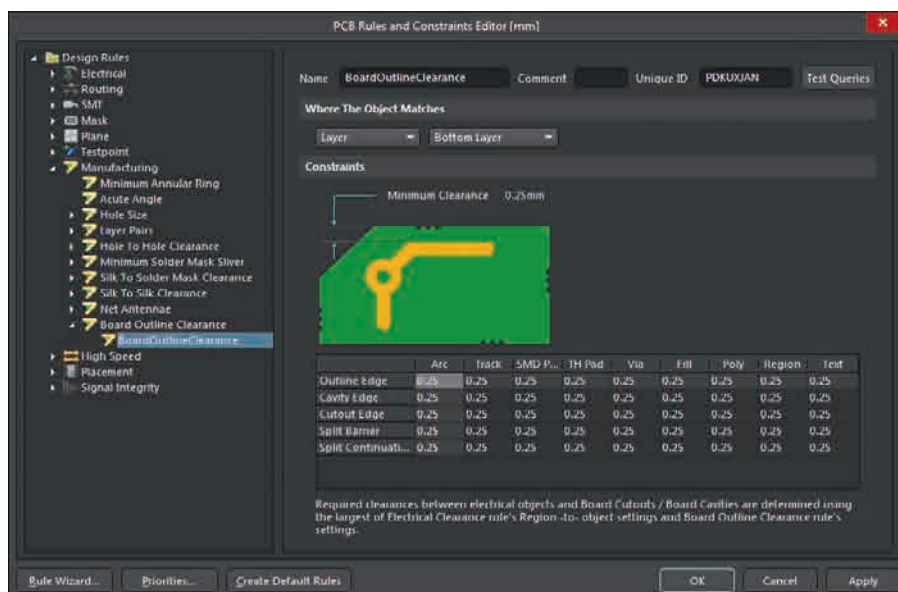 PCB Rules and Constraints Editor [mm]
Design Rules
Electrical
Routing
SMT
Mask
Plane
Testpoint
Manufacturing
Minimum Annular Ring
Acute Angle
Hole Size
Layer Pairs
Hole To Hole Clearance
Minimum Solder Mask Sliver
Silk To Solder Mask Clearance
Silk To Silk Clearance
Net Antennae
Board Outline Clearance
BoardOutlineClearance
High Speed
Placement
Signal Integrity
Name BoardOutlineClearance Comment Unique ID PDKUXJAN Test Queries
Where The Object Matches
Layer Bottom Layer
Constraints
Minimum Clearance 0.25mm
Arc Track SMD P... TH Pad Via Fill Poly Region Text
Outline Edge 0.25 0.25 0.25 0.25 0.25 0.25 0.25 0.25 0.25
Cavity Edge 0.25 0.25 0.25 0.25 0.25 0.25 0.25 0.25 0.25
Cutout Edge 0.25 0.25 0.25 0.25 0.25 0.25 0.25 0.25 0.25
Split Barrier 0.25 0.25 0.25 0.25 0.25 0.25 0.25 0.25 0.25
Split Continuati... 0.25 0.25 0.25 0.25 0.25 0.25 0.25 0.25 0.25
Required clearances between electrical objects and Board Cutouts / Board Cavities are determined using
the largest of Electrical Clearance rule's Region -to- object settings and Board Outline Clearance rule's
settings.
Rule Wizard... Priorities... Create Default Rules OK Cancel Apply